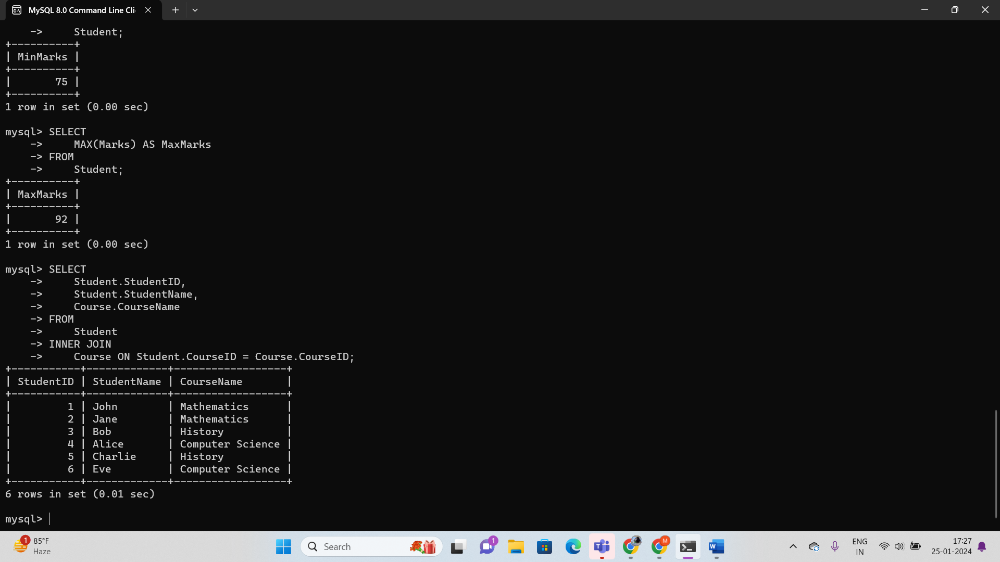 MySQL 8.0 Command Line Cli
    ->     Student;
+----------+
| MinMarks |
+----------+
|       75 |
+----------+
1 row in set (0.00 sec)
mysql> SELECT
    ->     MAX(Marks) AS MaxMarks
    -> FROM
    ->     Student;
+----------+
| MaxMarks |
+----------+
|       92 |
+----------+
1 row in set (0.00 sec)
mysql> SELECT
    ->     Student.StudentID,
    ->     Student.StudentName,
    ->     Course.CourseName
    -> FROM
    ->     Student
    -> INNER JOIN
    ->     Course ON Student.CourseID = Course.CourseID;
+-----------+-------------+------------------+
| StudentID | StudentName | CourseName       |
+-----------+-------------+------------------+
|         1 | John        | Mathematics      |
|         2 | Jane        | Mathematics      |
|         3 | Bob         | History          |
|         4 | Alice       | Computer Science |
|         5 | Charlie     | History          |
|         6 | Eve         | Computer Science |
+-----------+-------------+------------------+
6 rows in set (0.01 sec)
mysql>
1
85°F
Haze
Search
1
T
M
W
ENG
IN
17:27
25-01-2024